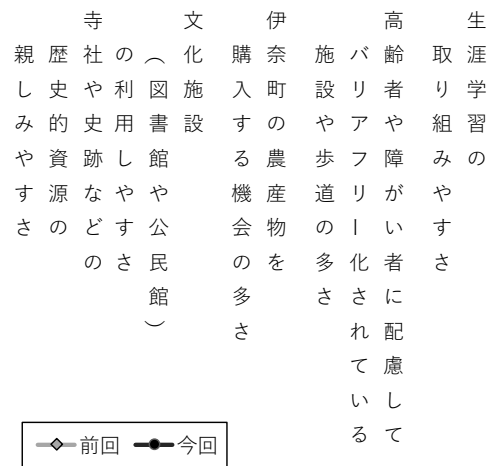 生涯学習の
取り組みやすさ
高齢者や障がい者に配慮して
バリアフリー化されている
施設や歩道の多さ
伊奈町の農産物を
購入する機会の多さ
文化施設
（図書館や公民館）
の利用しやすさ
寺社や史跡などの
歴史的資源の
親しみやすさ
前回 今回